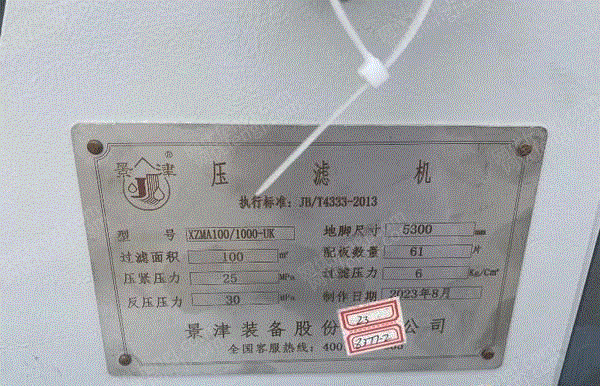 景津®
压滤机
执行标准：JB/T4333-2013
型号 XZMA100/1000-UK 地脚尺寸 5300 mm
过滤面积 100 m² 配板数量 61 片
压紧压力 25 MPa 过滤压力 6 Kg/Cm²
反压压力 30 MPa 制作日期 2023年8月
景津装备股份 公司
全国客服热线：400
23